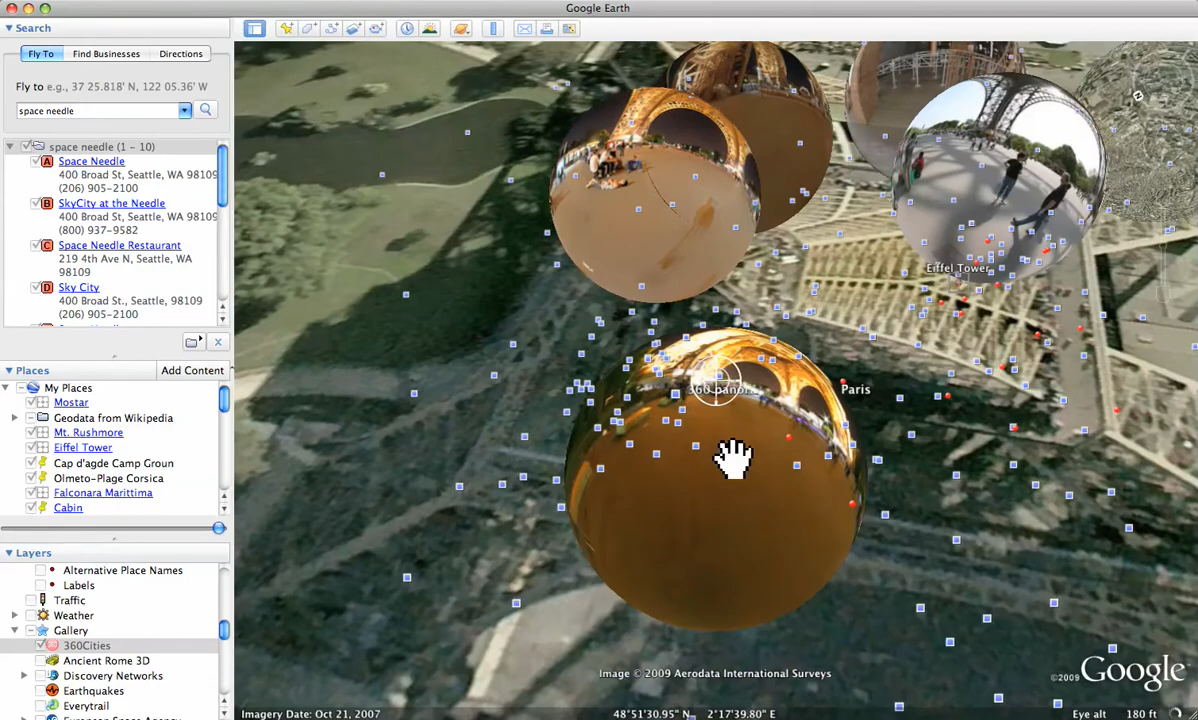 Google Earth
Search
Fly To
Find Businesses
Directions
Fly to e.g., 37 25.818' N, 122 05.36' W
space needle
space needle (1 - 10)
A Space Needle
400 Broad St, Seattle, WA 98109
(206) 905-2100
B SkyCity at the Needle
400 Broad St, Seattle, WA 98109
(800) 937-9582
C Space Needle Restaurant
219 4th Ave N, Seattle, WA
98109
D Sky City
400 Broad St, Seattle, 98109
(206) 905-2100
Places
Add Content
My Places
Mostar
Geodata from Wikipedia
Mt. Rushmore
Eiffel Tower
Cap d'agde Camp Groun
Olmeto-Plage Corsica
Falconara Marittima
Cabin
Layers
Alternative Place Names
Labels
Traffic
Weather
Gallery
360Cities
Ancient Rome 3D
Discovery Networks
Earthquakes
Everytrail
European Space Agency
Eiffel Tower
360 panor
Paris
Image © 2009 Aerodata International Surveys
©2009 Google
Imagery Date: Oct 21, 2007
48°51'30.95" N
2°17'39.80" E
Eye alt
180 ft